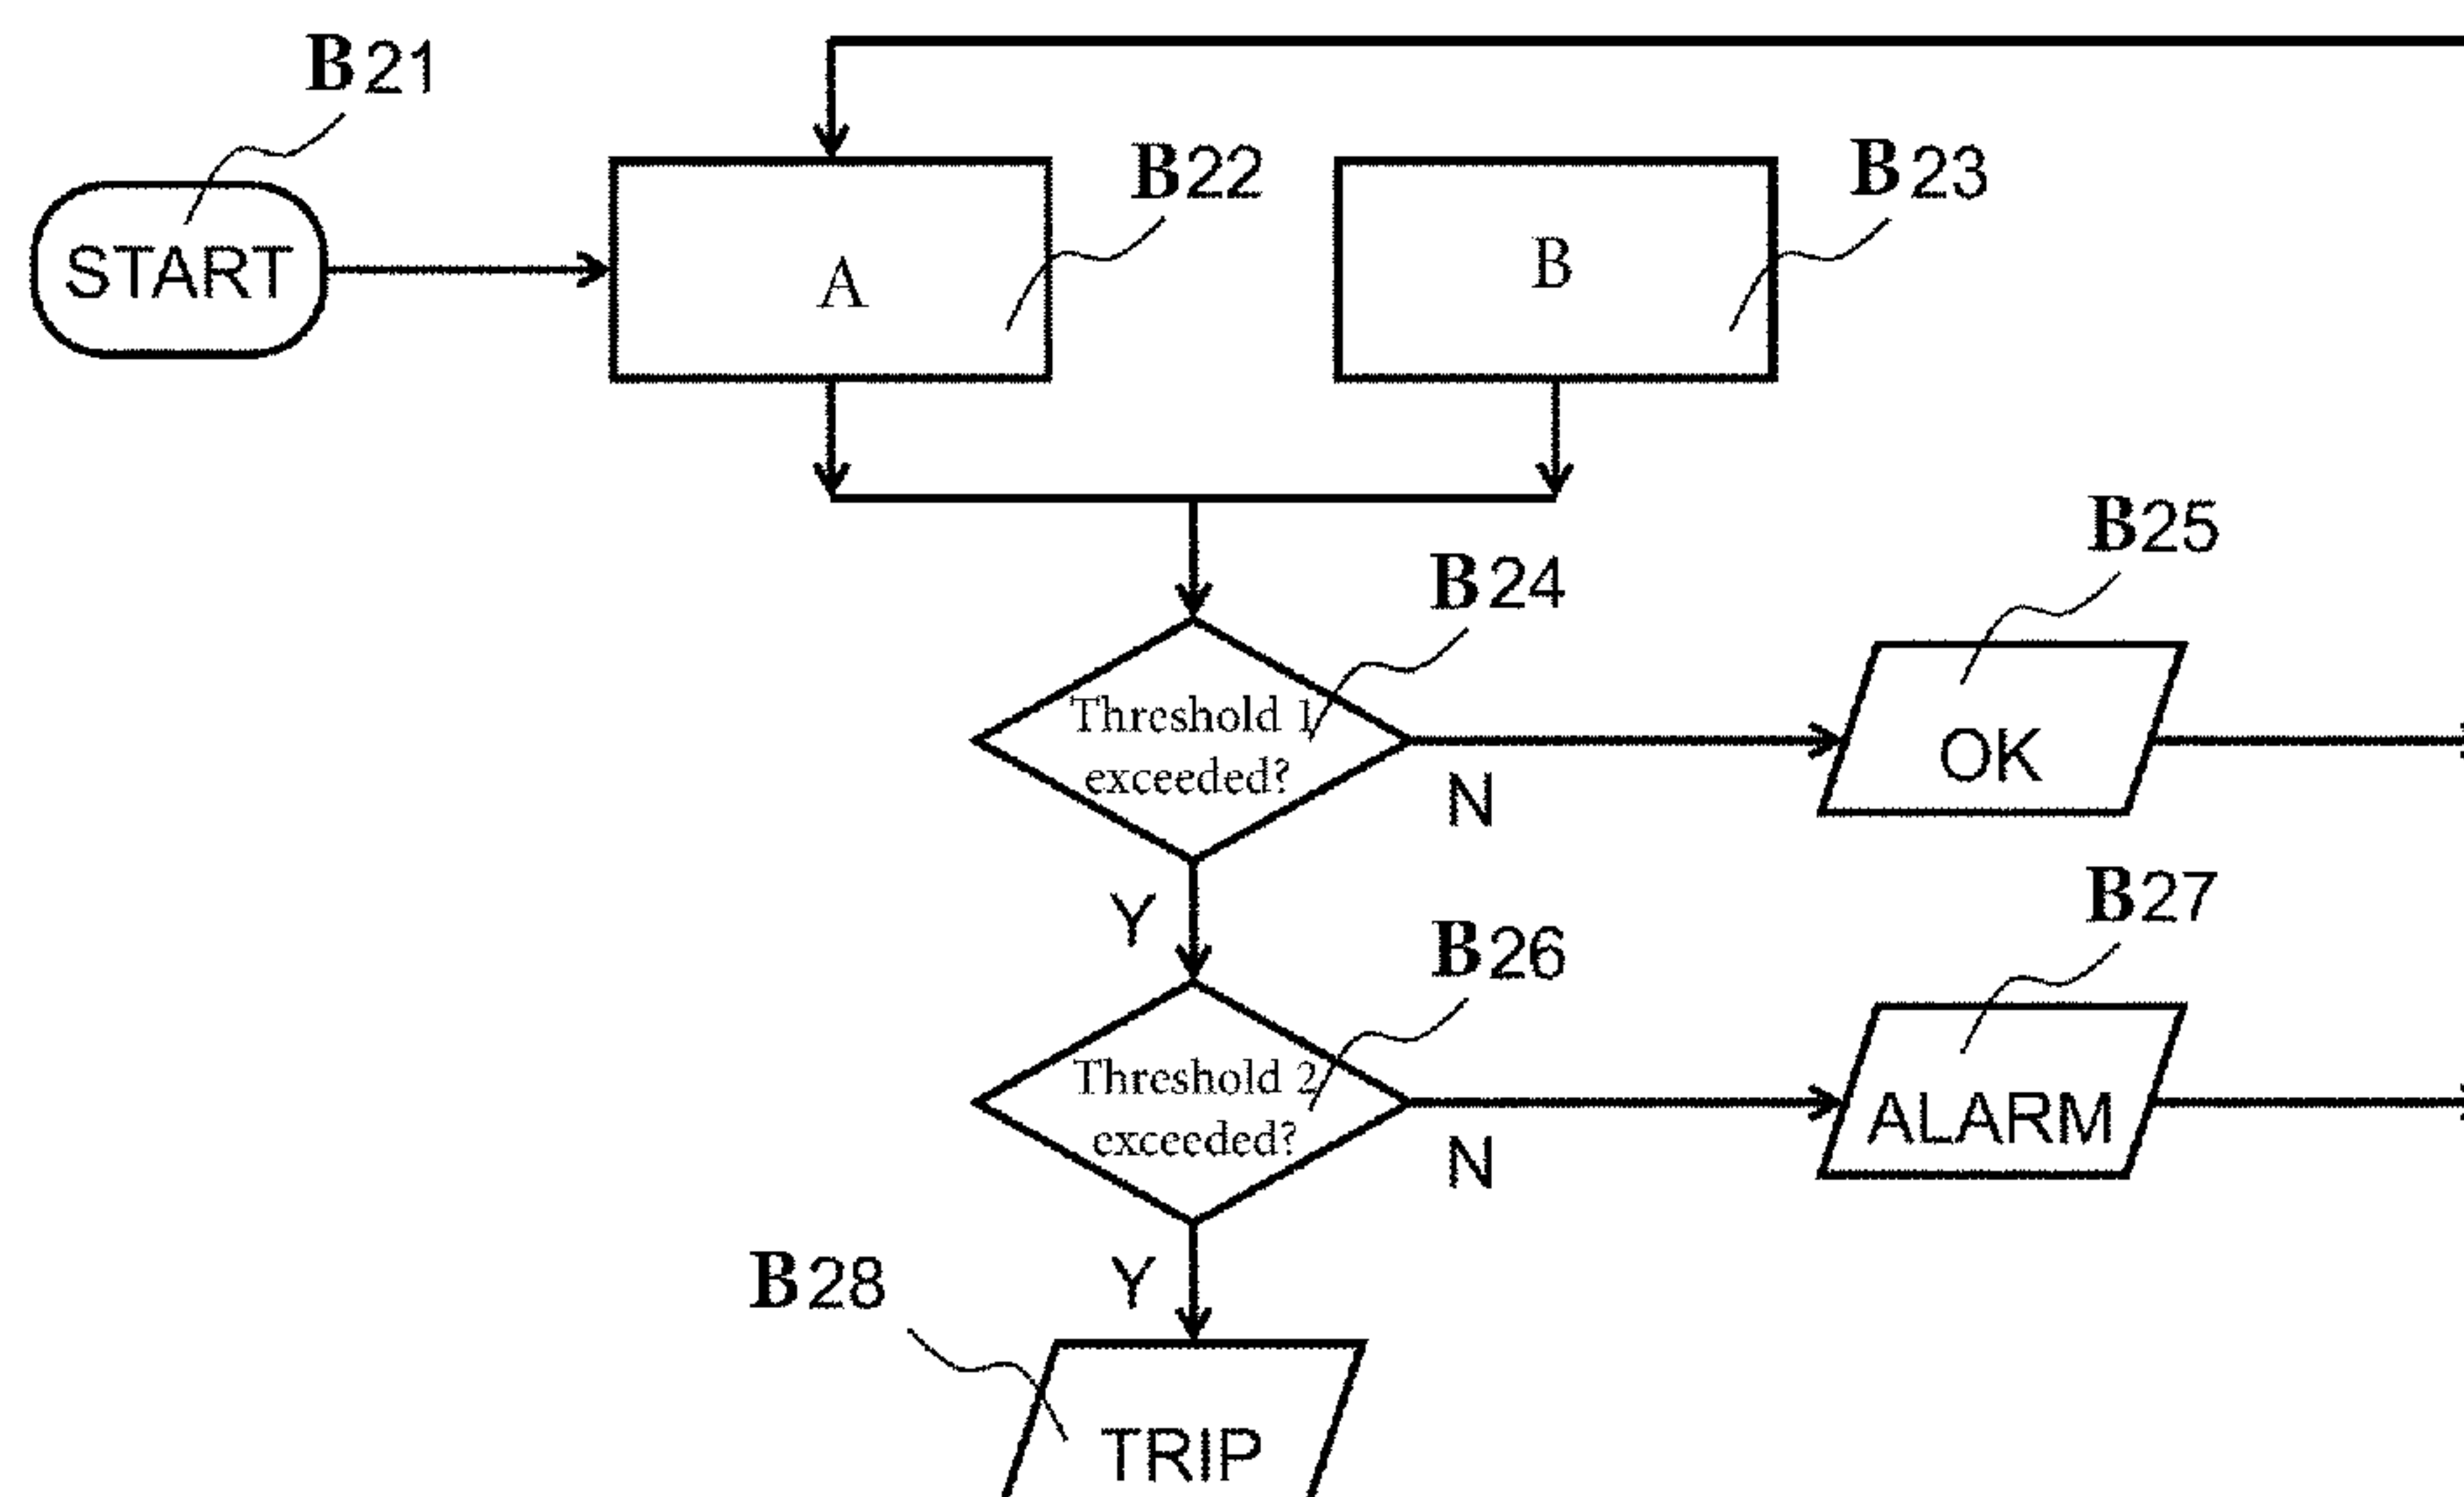 B21
START
A
B22
B
B23
B24
Threshold 1
exceeded?
N
B25
OK
Y
B26
Threshold 2
exceeded?
N
B27
ALARM
Y
B28
TRIP